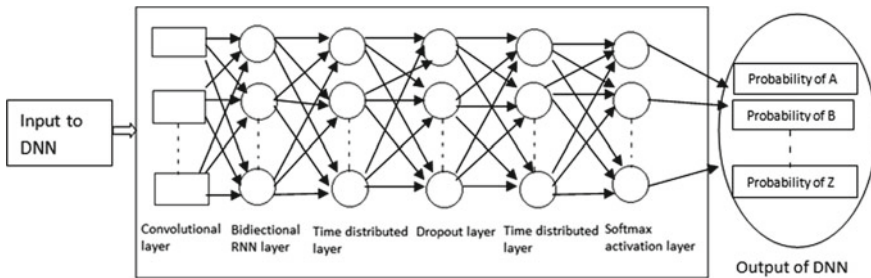 Input to
DNN
Convolutional
layer
Bidiectional
RNN layer
Time distributed
layer
Dropout layer
Time distributed
layer
Softmax
activation layer
Probability of A
Probability of B
Probability of Z
Output of DNN